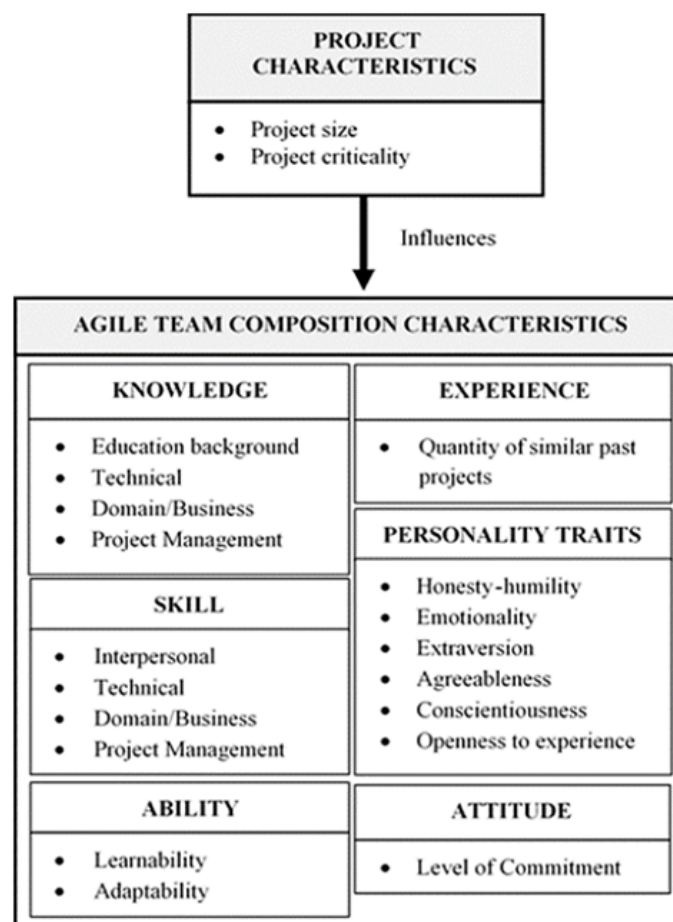 PROJECT
CHARACTERISTICS
• Project size
• Project criticality
Influences
AGILE TEAM COMPOSITION CHARACTERISTICS
KNOWLEDGE
• Education background
• Technical
• Domain/Business
• Project Management
SKILL
• Interpersonal
• Technical
• Domain/Business
• Project Management
ABILITY
• Learnability
• Adaptability
EXPERIENCE
• Quantity of similar past
projects
PERSONALITY TRAITS
• Honesty-humility
• Emotionality
• Extraversion
• Agreeableness
• Conscientiousness
• Openness to experience
ATTITUDE
• Level of Commitment